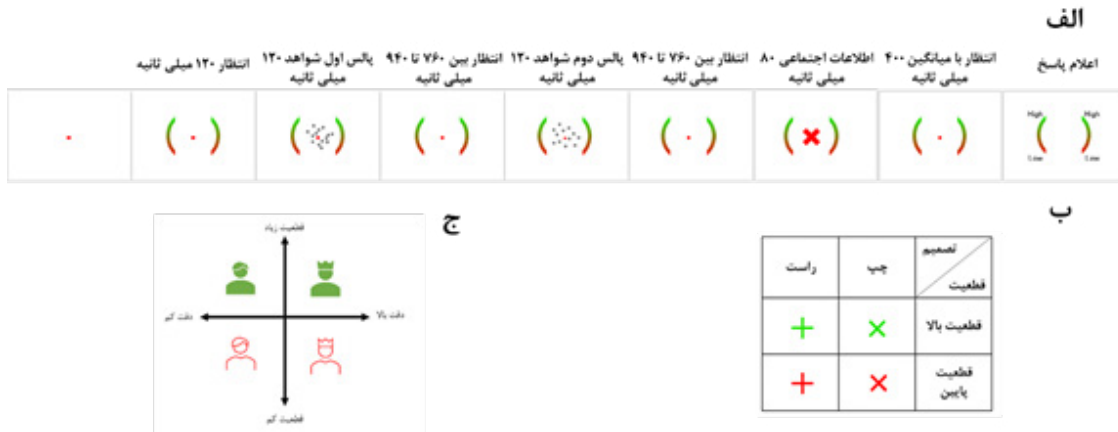 الف
اعلام پاسخ
انتظار با میانگین ۴۰۰
میلی ثانیه
اطلاعات اجتماعی ۸۰
میلی ثانیه
انتظار بین ۷۶۰ تا ۹۴۰
میلی ثانیه
پالس دوم شواهد ۱۲۰
میلی ثانیه
انتظار بین ۷۶۰ تا ۹۴۰
میلی ثانیه
پالس اول شواهد ۱۲۰
میلی ثانیه
انتظار ۱۲۰ میلی ثانیه
High High
Low Low
ب
تصمیم
قطعیت
چپ
راست
قطعیت بالا
قطعیت
پایین
ج
قطعیت زیاد
دقت بالا
دقت کم
قطعیت کم